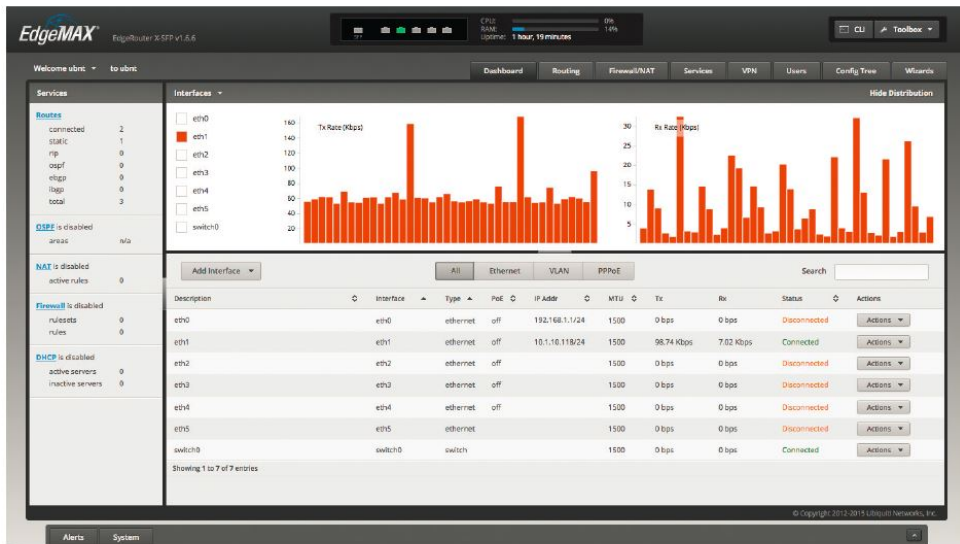 EdgeMAX EdgeRouter X-SFP v1.6.6
SFP
CPU: 0%
RAM: 14%
Uptime: 1 hour, 19 minutes
CLI Toolbox
Welcome ubnt to ubnt
Dashboard Routing Firewall/NAT Services VPN Users Config Tree Wizards
Services
Routes
connected 2
static 1
rip 0
ospf 0
ebgp 0
ibgp 0
total 3
OSPF is disabled
areas n/a
NAT is disabled
active rules 0
Firewall is disabled
rulesets 0
rules 0
DHCP is disabled
active servers 0
inactive servers 0
Interfaces Hide Distribution
eth0
eth1
eth2
eth3
eth4
eth5
switch0
Tx Rate (Kbps)
160
140
120
100
80
60
40
20
Rx Rate (Kbps)
30
25
20
15
10
5
Add Interface All Ethernet VLAN PPPoE Search
Description Interface Type PoE IP Addr MTU Tx Rx Status Actions
eth0 eth0 ethernet off 192.168.1.1/24 1500 0 bps 0 bps Disconnected Actions
eth1 eth1 ethernet off 10.1.10.118/24 1500 98.74 Kbps 7.02 Kbps Connected Actions
eth2 eth2 ethernet off 1500 0 bps 0 bps Disconnected Actions
eth3 eth3 ethernet off 1500 0 bps 0 bps Disconnected Actions
eth4 eth4 ethernet off 1500 0 bps 0 bps Disconnected Actions
eth5 eth5 ethernet 1500 0 bps 0 bps Disconnected Actions
switch0 switch0 switch 1500 0 bps 0 bps Connected Actions
Showing 1 to 7 of 7 entries
© Copyright 2012-2015 Ubiquiti Networks, Inc.
Alerts System